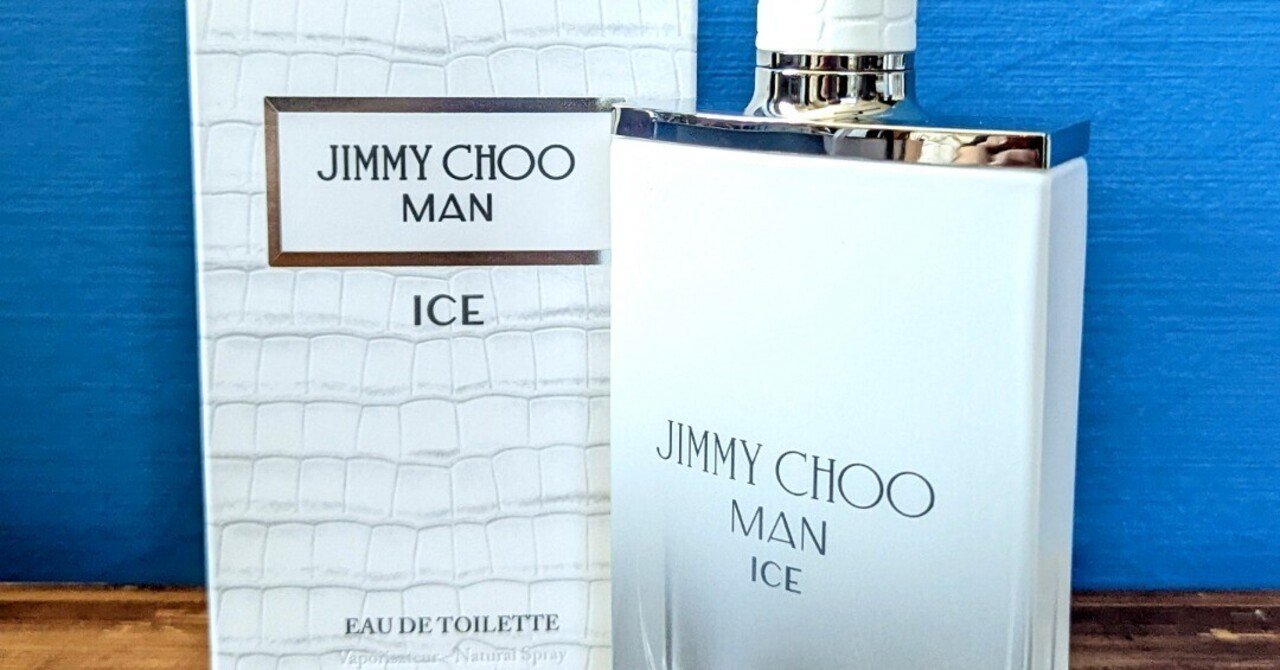 JIMMY CHOO
MAN
ICE
EAU DE TOILETTE
Vaporisateur - Natural Spray
JIMMY CHOO
MAN
ICE